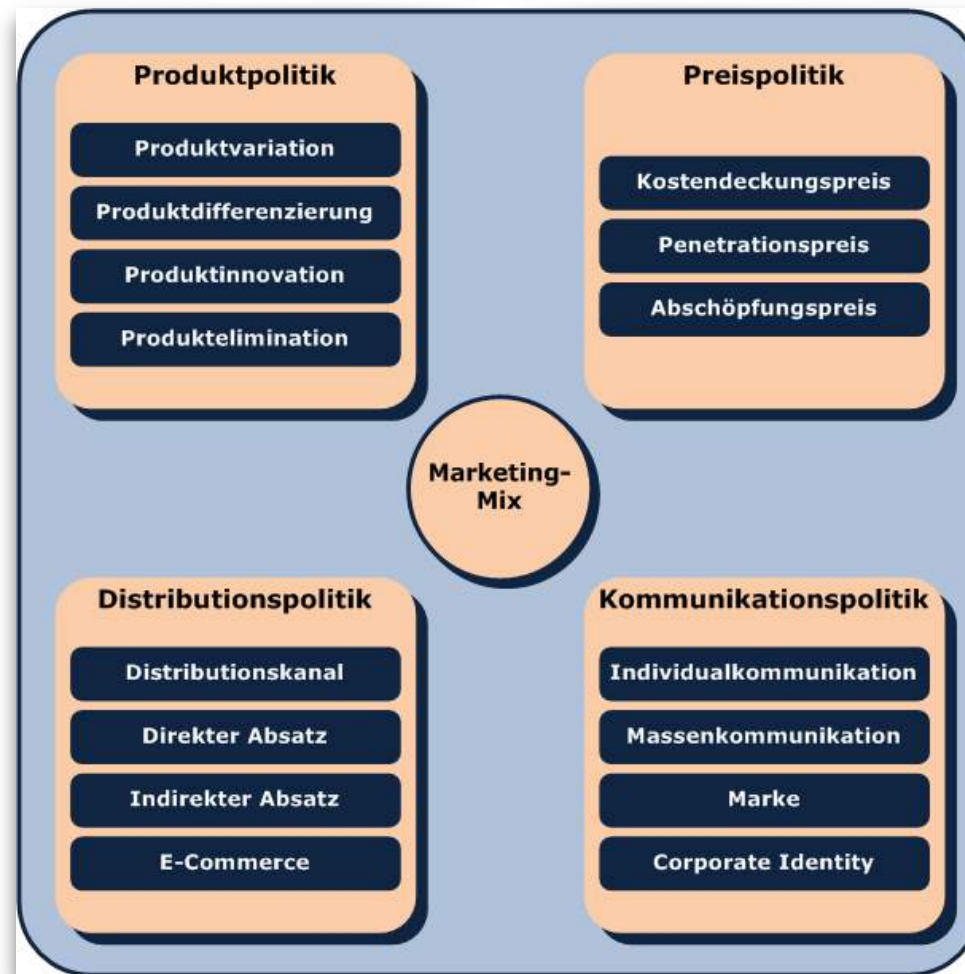 Produktpolitik
Produktvariation
Produktdifferenzierung
Produktinnovation
Produktelimination
Preispolitik
Kostendeckungspreis
Penetrationspreis
Abschöpfungspreis
Marketing-
Mix
Distributionspolitik
Distributionskanal
Direkter Absatz
Indirekter Absatz
E-Commerce
Kommunikationspolitik
Individualkommunikation
Massenkommunikation
Marke
Corporate Identity